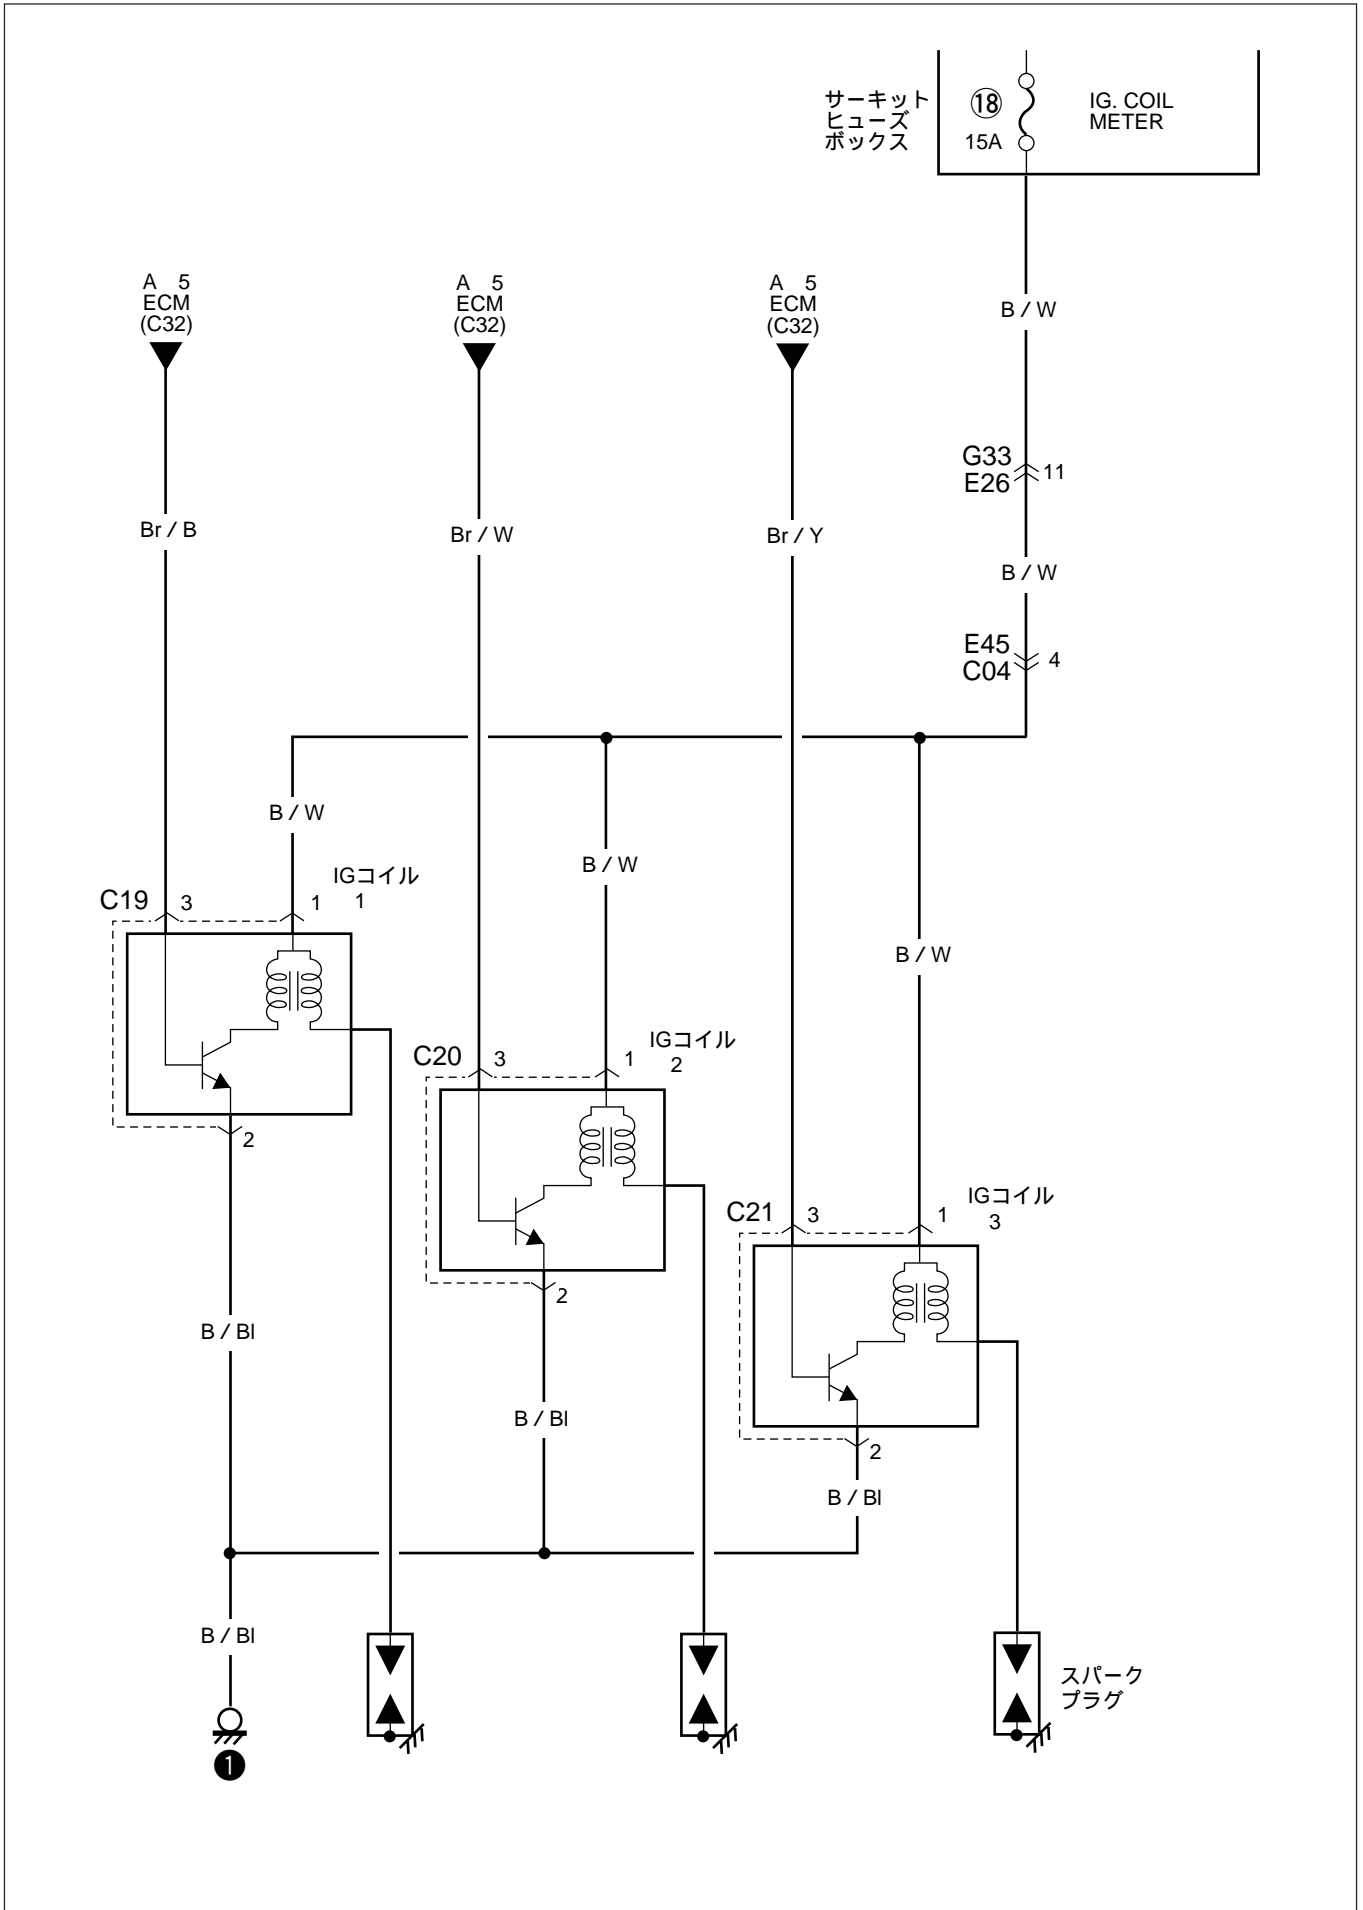 サーキット
ヒューズ
ボックス
⑱
15A
IG. COIL
METER
A 5
ECM
(C32)
A 5
ECM
(C32)
A 5
ECM
(C32)
B / W
G33
E26
11
Br / B
Br / W
Br / Y
B / W
E45
C04
4
B / W
B / W
IGコイル
1
C19
3
1
B / W
2
IGコイル
2
C20
3
1
2
IGコイル
3
C21
3
1
2
B / Bl
B / Bl
B / Bl
B / Bl
スパーク
プラグ
❶